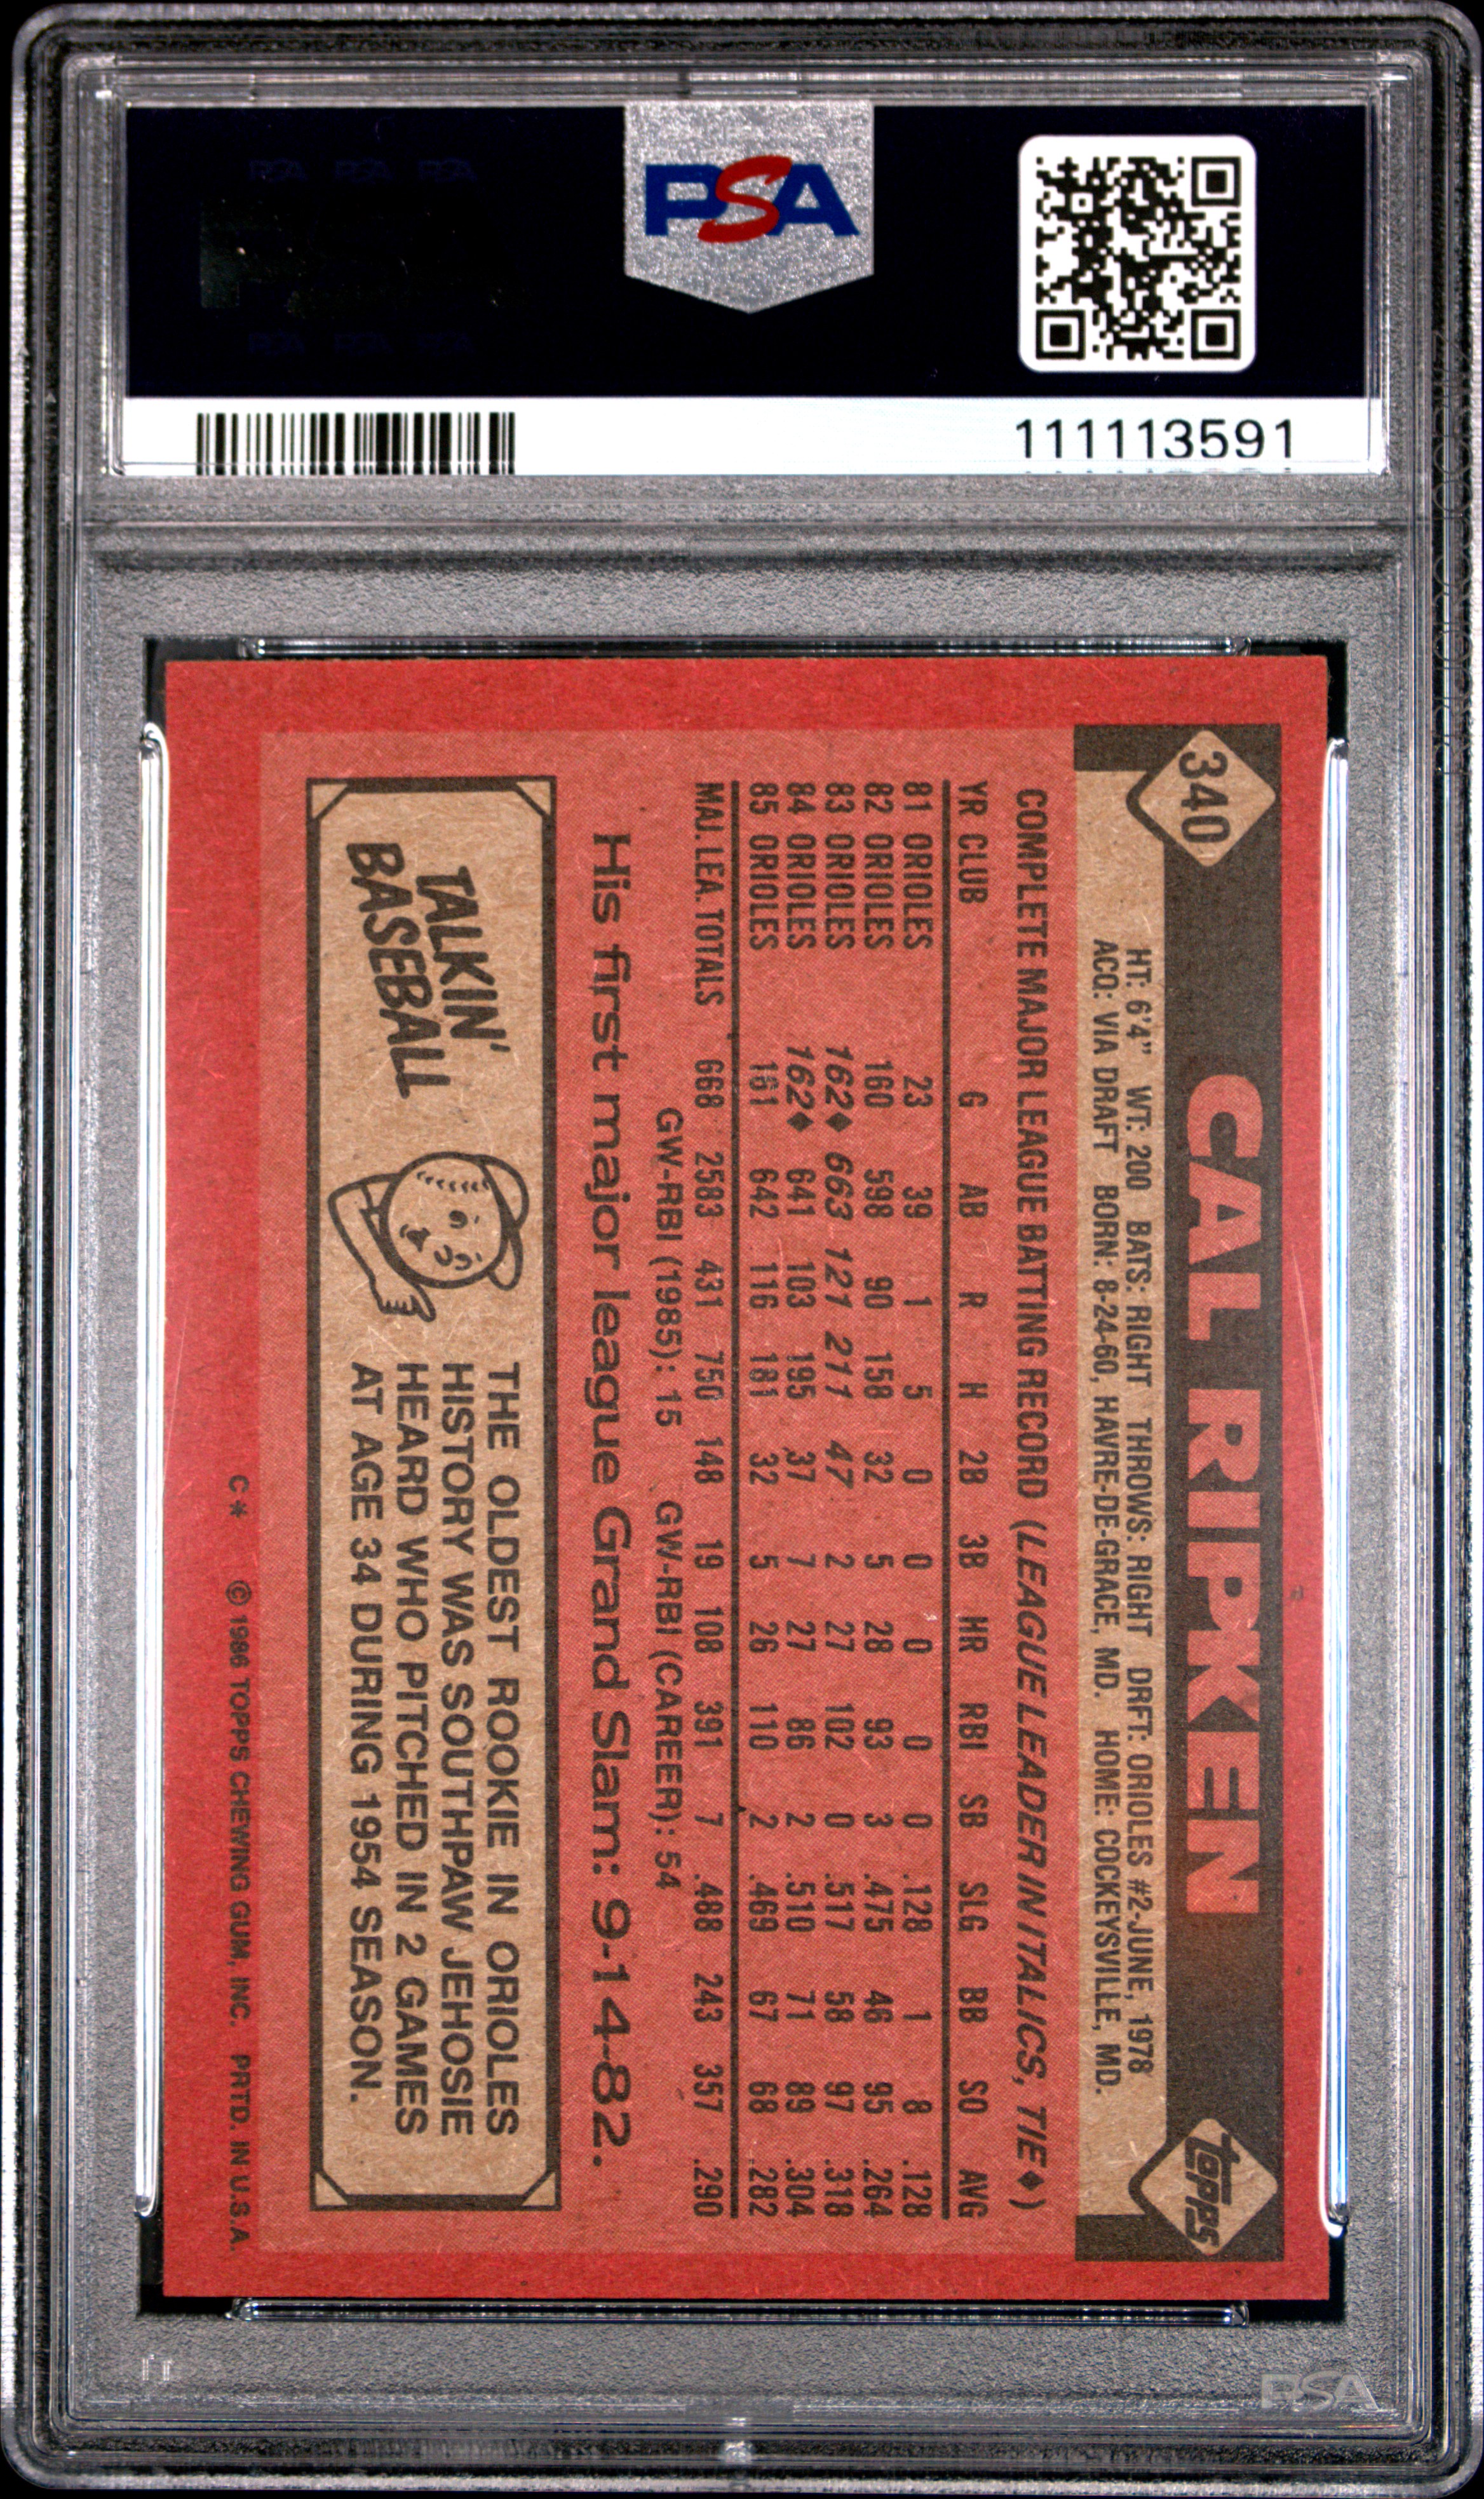 PSA
111113591
340
CAL RIPKEN
topps
HT: 6'4" WT: 200 BATS: RIGHT THROWS: RIGHT DRFT: ORIOLES #2-JUNE, 1978
ACQ: VIA DRAFT BORN: 8-24-60, HAVRE-DE-GRACE, MD. HOME: COCKEYSVILLE, MD.
COMPLETE MAJOR LEAGUE BATTING RECORD (LEAGUE LEADER IN ITALICS, TIE♦)
YR CLUB G AB R H 2B 3B HR RBI SB SLG BB SO AVG
81 ORIOLES 23 39 1 5 0 0 0 0 0 .128 1 8 .128
82 ORIOLES 160 598 90 158 32 5 28 93 3 .475 46 95 .264
83 ORIOLES 162♦ 663 121 211 47 2 27 102 0 .517 58 97 .318
84 ORIOLES 162♦ 641 103 195 37 7 27 86 2 .510 71 89 .304
85 ORIOLES 161 642 116 181 32 5 26 110 2 .469 67 68 .282
MAJ. LEA. TOTALS 668 2583 431 750 148 19 108 391 7 .488 243 357 .290
GW-RBI (1985): 15 GW-RBI (CAREER): 54
His first major league Grand Slam: 9-14-82.
TALKIN'
BASEBALL
THE OLDEST ROOKIE IN ORIOLES
HISTORY WAS SOUTHPAW JEHOSIE
HEARD WHO PITCHED IN 2 GAMES
AT AGE 34 DURING 1954 SEASON.
C* © 1986 TOPPS CHEWING GUM, INC. PRTD. IN U.S.A.
PSA